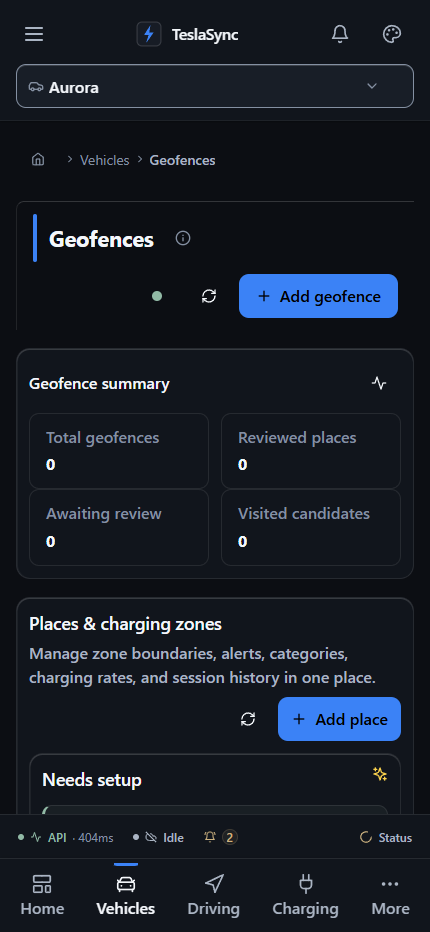 TeslaSync
Aurora
Vehicles Geofences
Geofences
Add geofence
Geofence summary
Total geofences
0
Reviewed places
0
Awaiting review
0
Visited candidates
0
Places & charging zones
Manage zone boundaries, alerts, categories,
charging rates, and session history in one place.
Add place
Needs setup
API · 404ms Idle 2 Status
Home Vehicles Driving Charging More